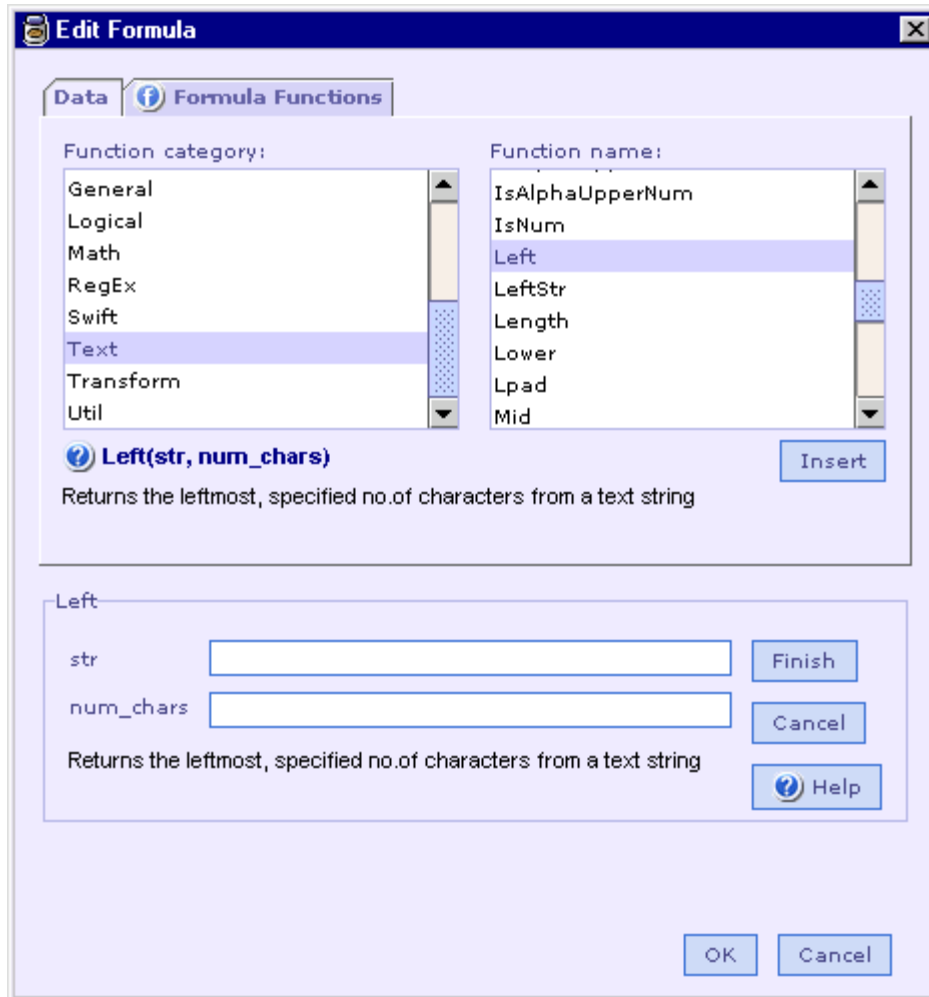 Edit Formula
Data
Formula Functions
Function category:
General
Logical
Math
RegEx
Swift
Text
Transform
Util
Function name:
IsAlphaUpperNum
IsNum
Left
LeftStr
Length
Lower
Lpad
Mid
Left(str, num_chars)
Insert
Returns the leftmost, specified no.of characters from a text string
Left
str
Finish
num_chars
Cancel
Returns the leftmost, specified no.of characters from a text string
Help
OK
Cancel